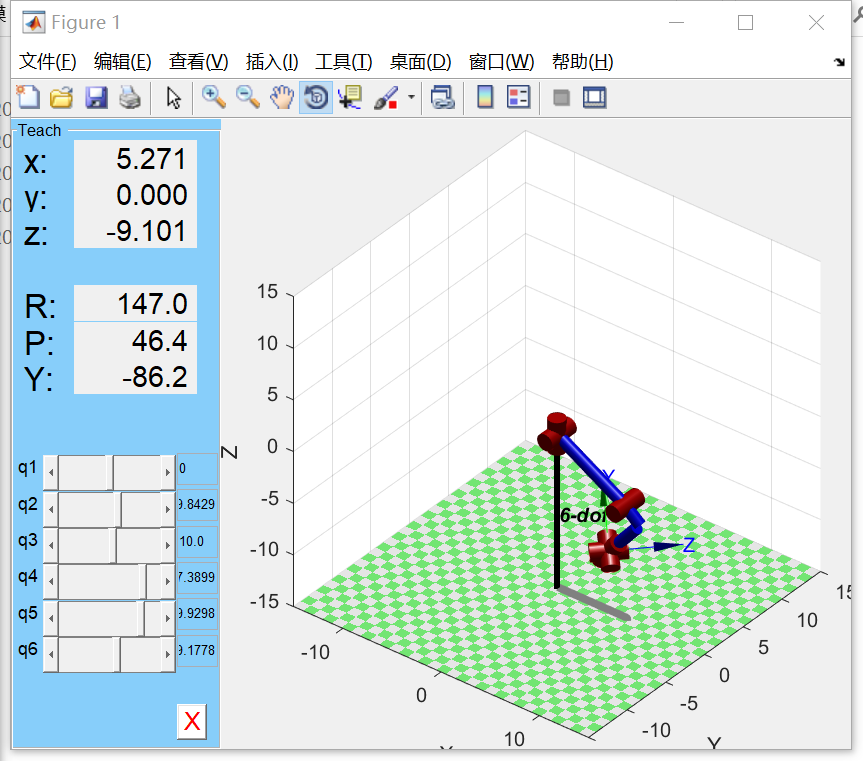 Figure 1
文件(F) 编辑(E) 查看(V) 插入(I) 工具(T) 桌面(D) 窗口(W) 帮助(H)
Teach
x: 5.271
y: 0.000
z: -9.101
R: 147.0
P: 46.4
Y: -86.2
q1 0
q2 9.8429
q3 10.0
q4 7.3899
q5 9.9298
q6 9.1778
X
15
10
5
0
-5
-10
-15
Z
-10
0
10
-10
-5
0
5
10
15
Y
Y
Z
6-dof